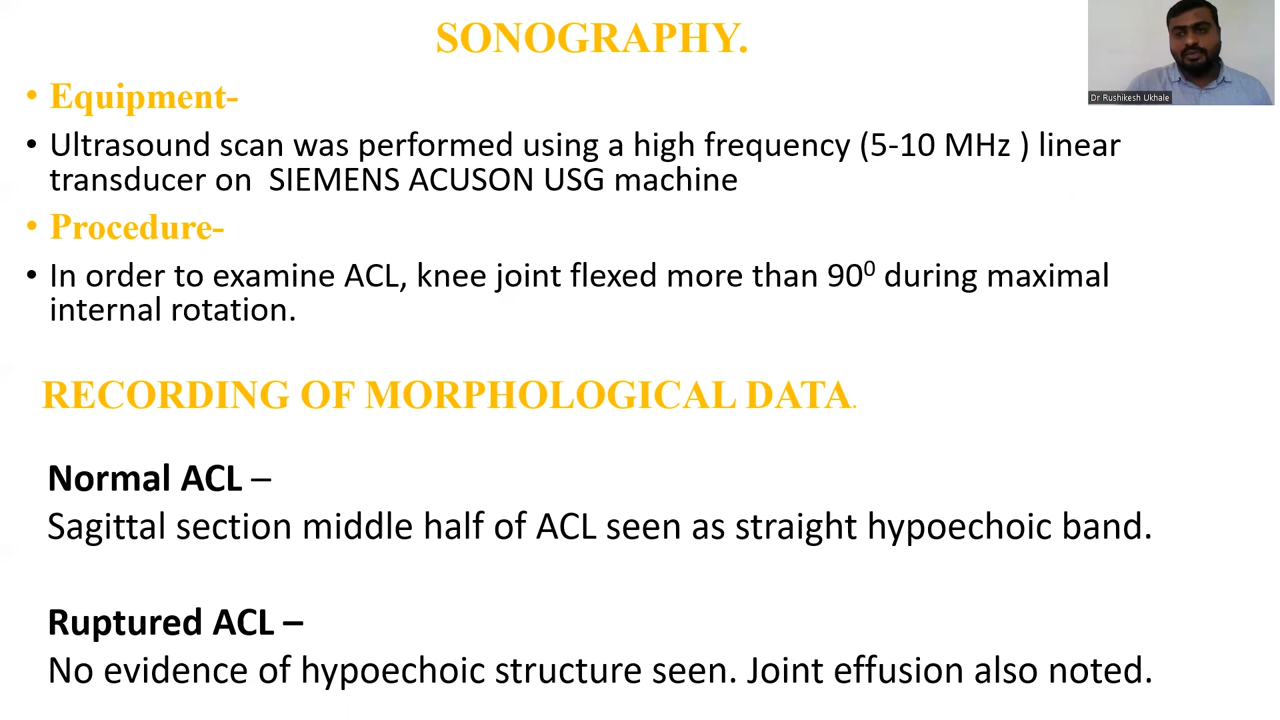 SONOGRAPHY.
Dr Rushikesh Ukhale
• Equipment-
• Ultrasound scan was performed using a high frequency (5-10 MHz ) linear
transducer on SIEMENS ACUSON USG machine
• Procedure-
• In order to examine ACL, knee joint flexed more than 90⁰ during maximal
internal rotation.
RECORDING OF MORPHOLOGICAL DATA.
Normal ACL –
Sagittal section middle half of ACL seen as straight hypoechoic band.
Ruptured ACL –
No evidence of hypoechoic structure seen. Joint effusion also noted.